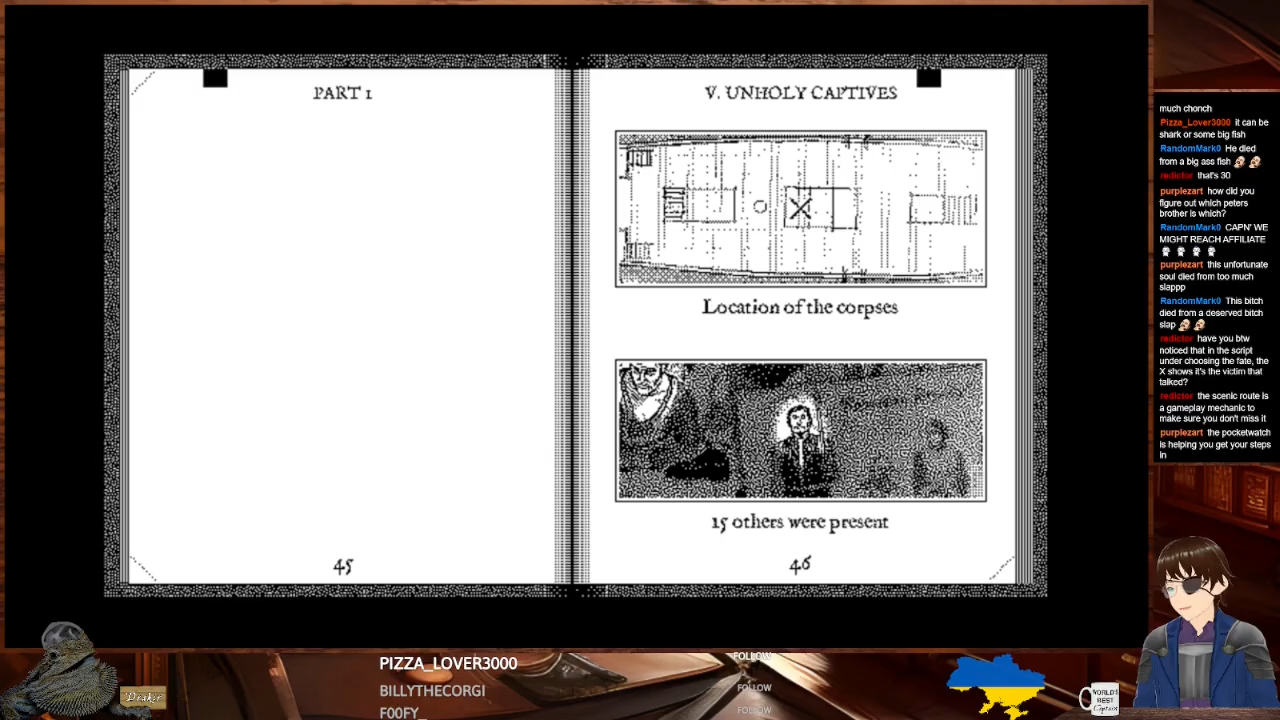 PART 1
45
V. UNHOLY CAPTIVES
Location of the corpses
15 others were present
46
much chonch
Pizza_Lover3000 it can be
shark or some big fish
RandomMark0 He died
from a big ass fish
redictor that's 30
purplezart how did you
figure out which peters
brother is which?
RandomMark0 CAPN' WE
MIGHT REACH AFFILIATE
purplezart this unfortunate
soul died from too much
slappp
RandomMark0 This bitch
died from a deserved bitch
slap
redictor have you btw
noticed that in the script
under choosing the fate, the
X shows it's the victim that
talked?
redictor the scenic route is
a gameplay mechanic to
make sure you don't miss it
purplezart the pocketwatch
is helping you get your steps
in
Drake
PIZZA_LOVER3000
BILLYTHECORGI
F00FY_
FOLLOW
FOLLOW
FOLLOW
WORLD'S
BEST
Captain